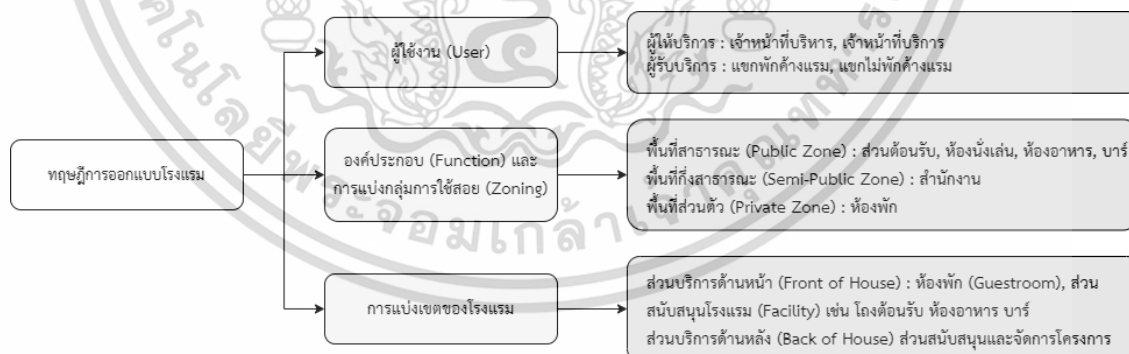 ผู้ใช้งาน (User)
ผู้ให้บริการ : เจ้าหน้าที่บริหาร, เจ้าหน้าที่บริการ
ผู้รับบริการ : แขกพักค้างแรม, แขกไม่พักค้างแรม
ทฤษฎีการออกแบบโรงแรม
องค์ประกอบ (Function) และ
การแบ่งกลุ่มการใช้สอย (Zoning)
พื้นที่สาธารณะ (Public Zone) : ส่วนต้อนรับ, ห้องนั่งเล่น, ห้องอาหาร, บาร์
พื้นที่กึ่งสาธารณะ (Semi-Public Zone) : สำนักงาน
พื้นที่ส่วนตัว (Private Zone) : ห้องพัก
การแบ่งเขตของโรงแรม
ส่วนบริการด้านหน้า (Front of House) : ห้องพัก (Guestroom), ส่วน
สนับสนุนโรงแรม (Facility) เช่น โถงต้อนรับ ห้องอาหาร บาร์
ส่วนบริการด้านหลัง (Back of House) ส่วนสนับสนุนและจัดการโครงการ